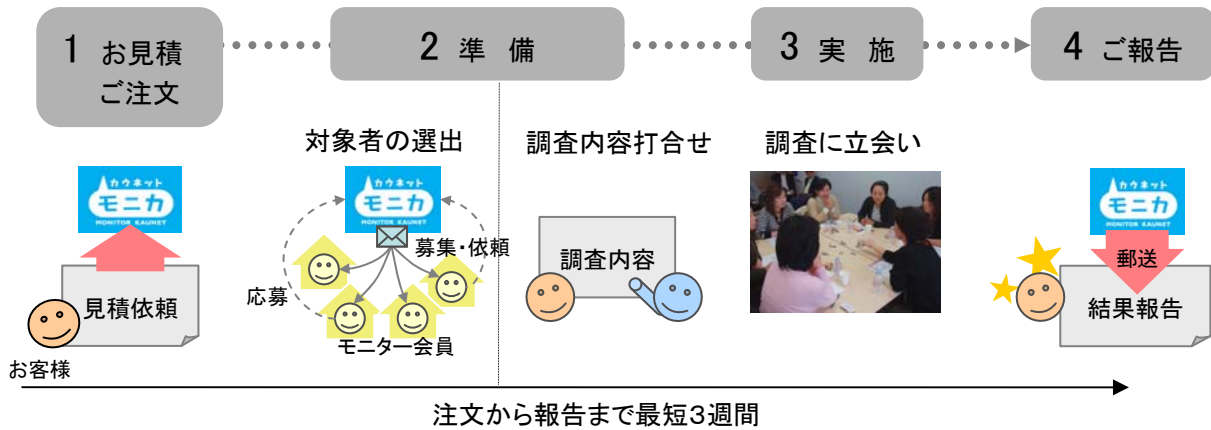 1 お見積
ご注文
2 準 備
3 実 施
4 ご報告
対象者の選出
調査内容打合せ
調査に立会い
カウネット
モニカ
MONITOR KAUNET
見積依頼
お客様
カウネット
モニカ
MONITOR KAUNET
募集・依頼
応募
モニター会員
調査内容
カウネット
モニカ
MONITOR KAUNET
郵送
結果報告
注文から報告まで最短3週間